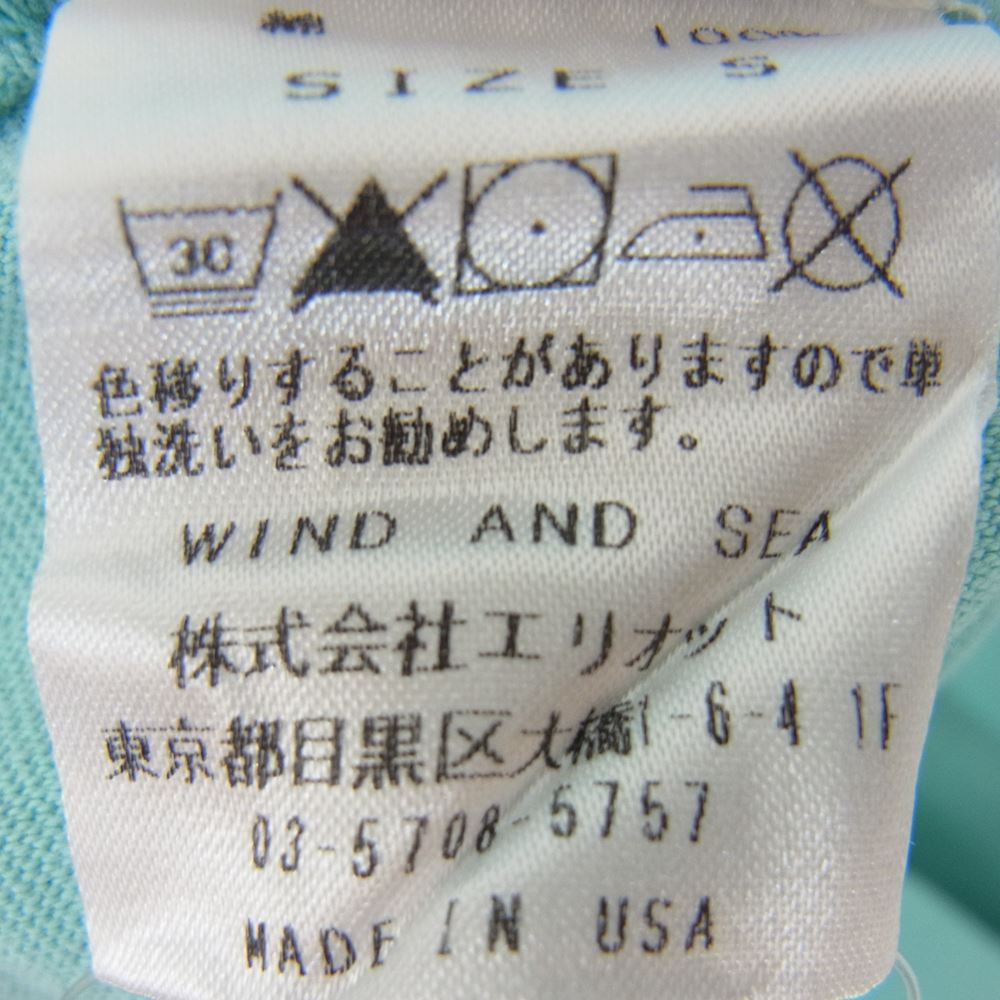 綿 100%
SIZE S
30
色移りすることがありますので単
独洗いをお勧めします。
WIND AND SEA
株式会社エリオット
東京都目黒区大橋1-6-4 1F
03-5708-5757
MADE IN USA